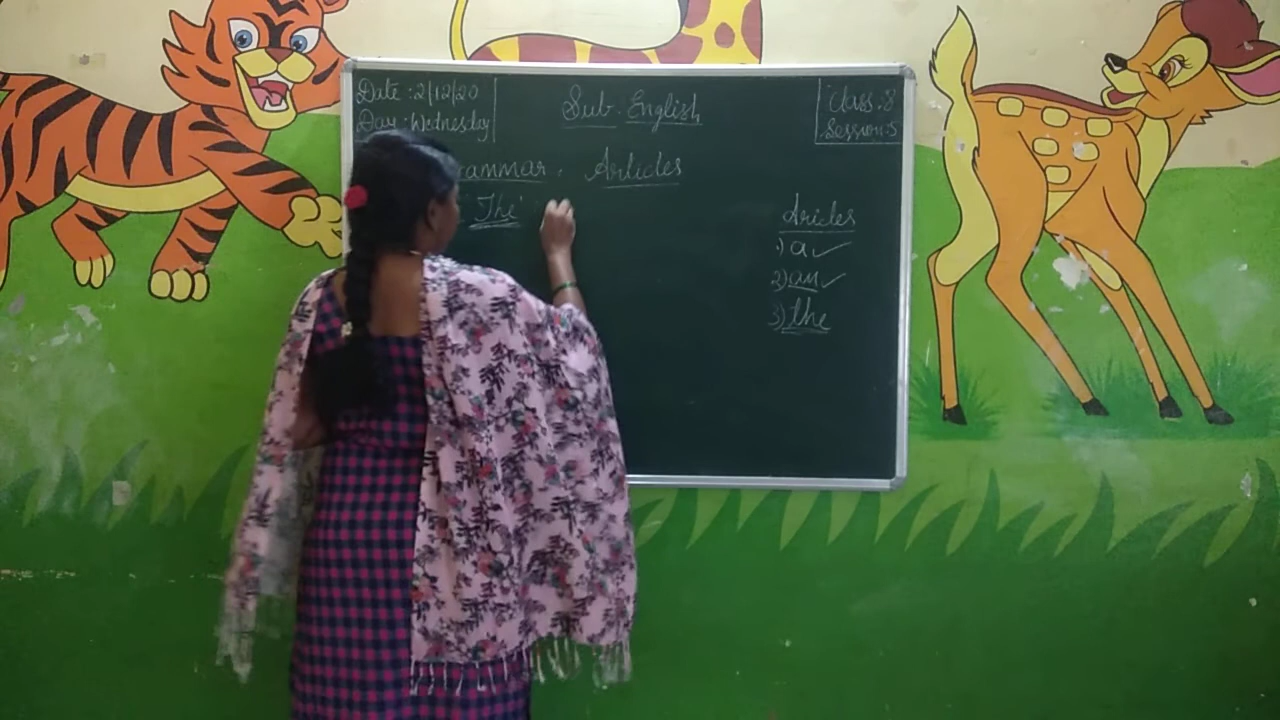 Date : 2/12/20
Day : Wednesday
Sub - English
Class - 8
Session:5
rammar - Articles
'The'
Aricles
1) a ✓
2) an ✓
3) the